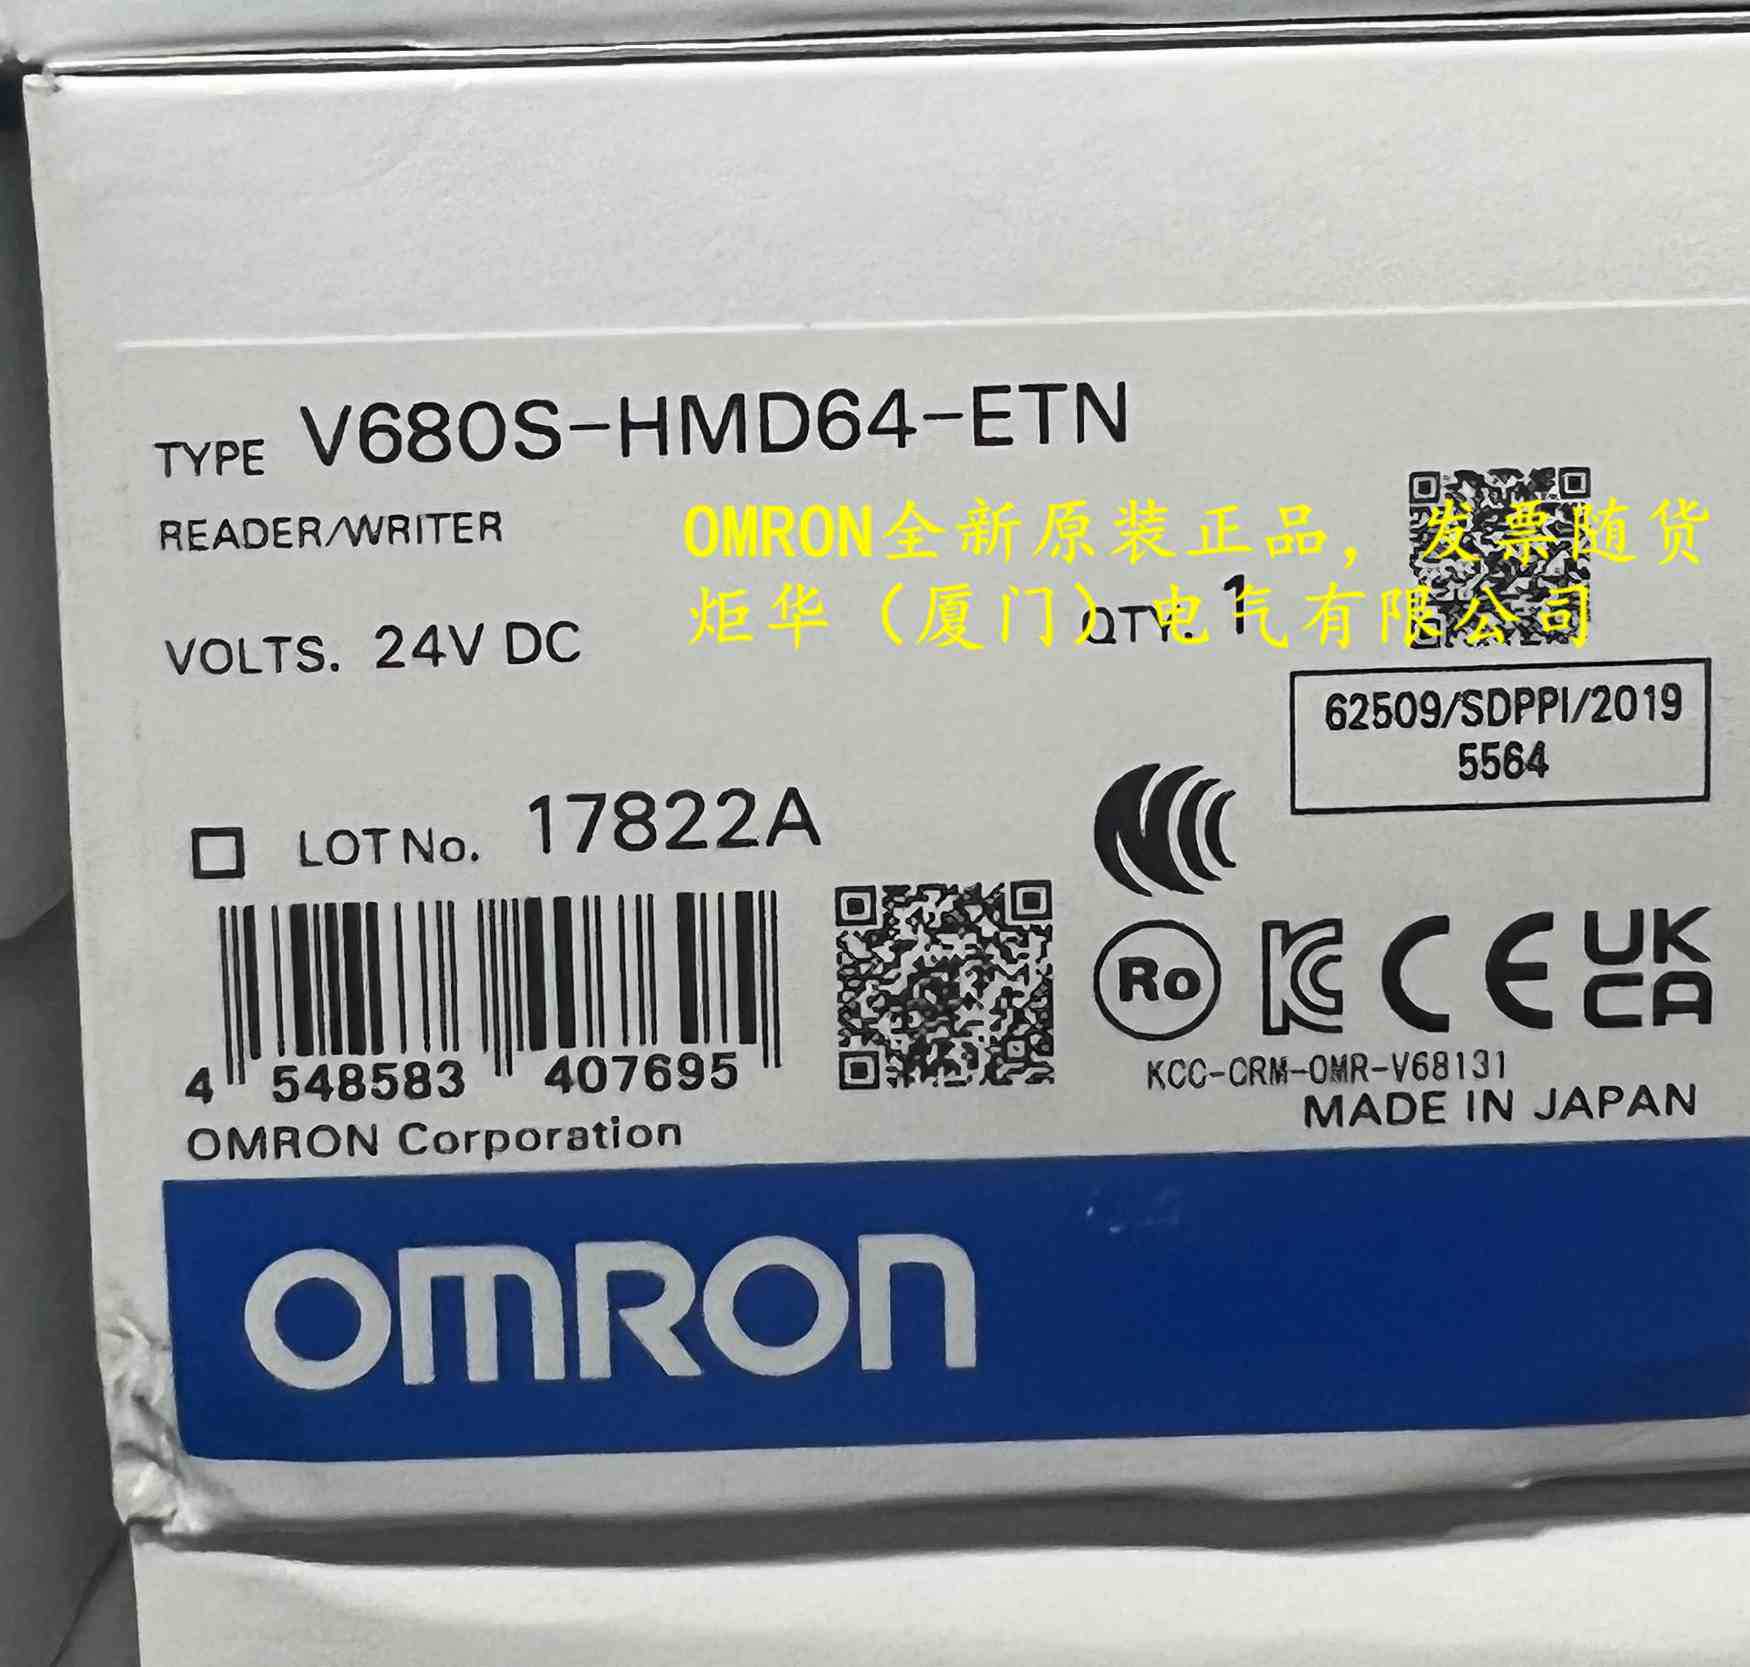 TYPE V680S-HMD64-ETN
READER/WRITER
OMRON全新原装正品，发票随货
炬华（厦门）电气有限公司
VOLTS. 24V DC
QTY. 1
62509/SDPPI/2019
5564
LOT No. 17822A
Ro
CE
UK
CA
4 548583 407695
KCC-CRM-OMR-V68131
MADE IN JAPAN
OMRON Corporation
OMRON